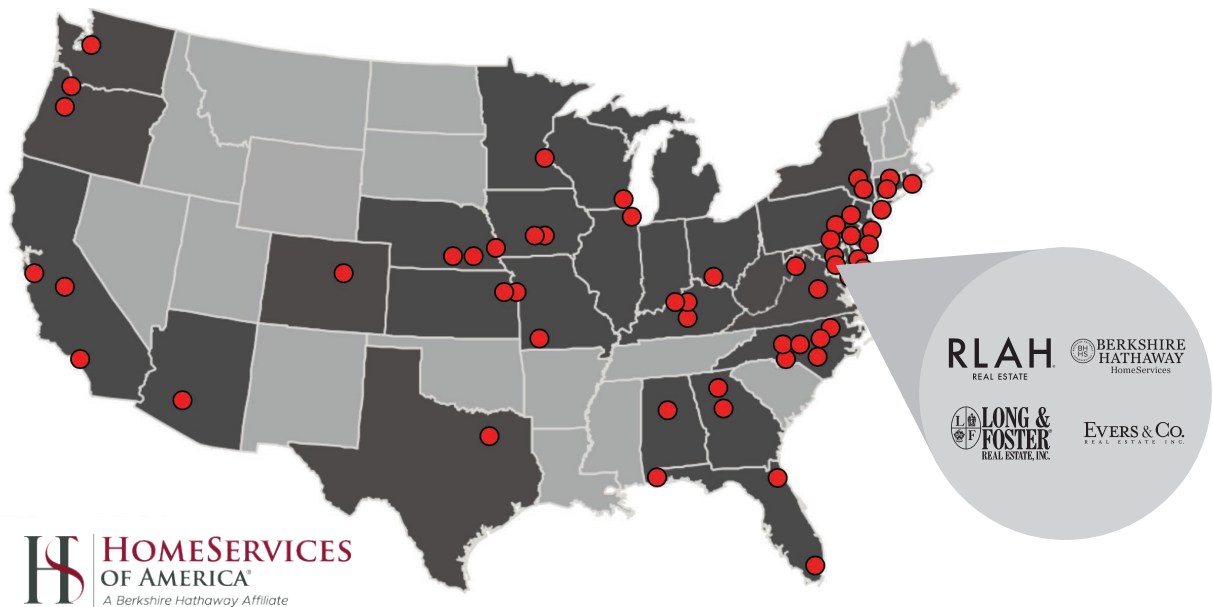 RLAH
REAL ESTATE
BH
HS
BERKSHIRE
HATHAWAY
HomeServices
L F
LONG &
FOSTER®
REAL ESTATE, INC.
EVERS & CO.
REAL ESTATE INC.
HS
HOMESERVICES
OF AMERICA®
A Berkshire Hathaway Affiliate